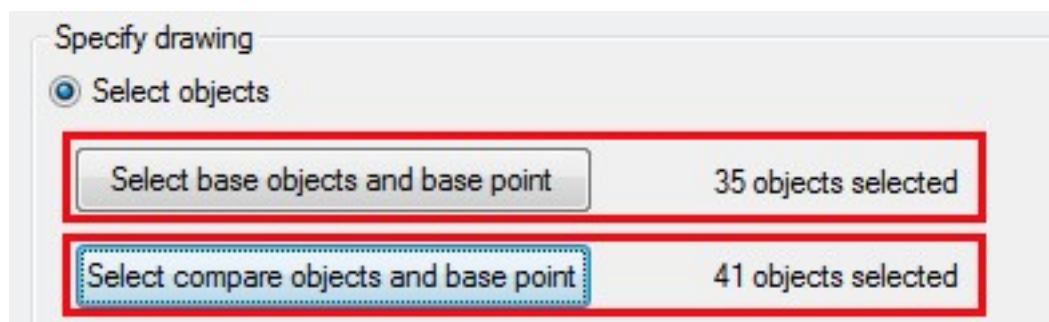 Specify drawing
Select objects
Select base objects and base point 35 objects selected
Select compare objects and base point 41 objects selected